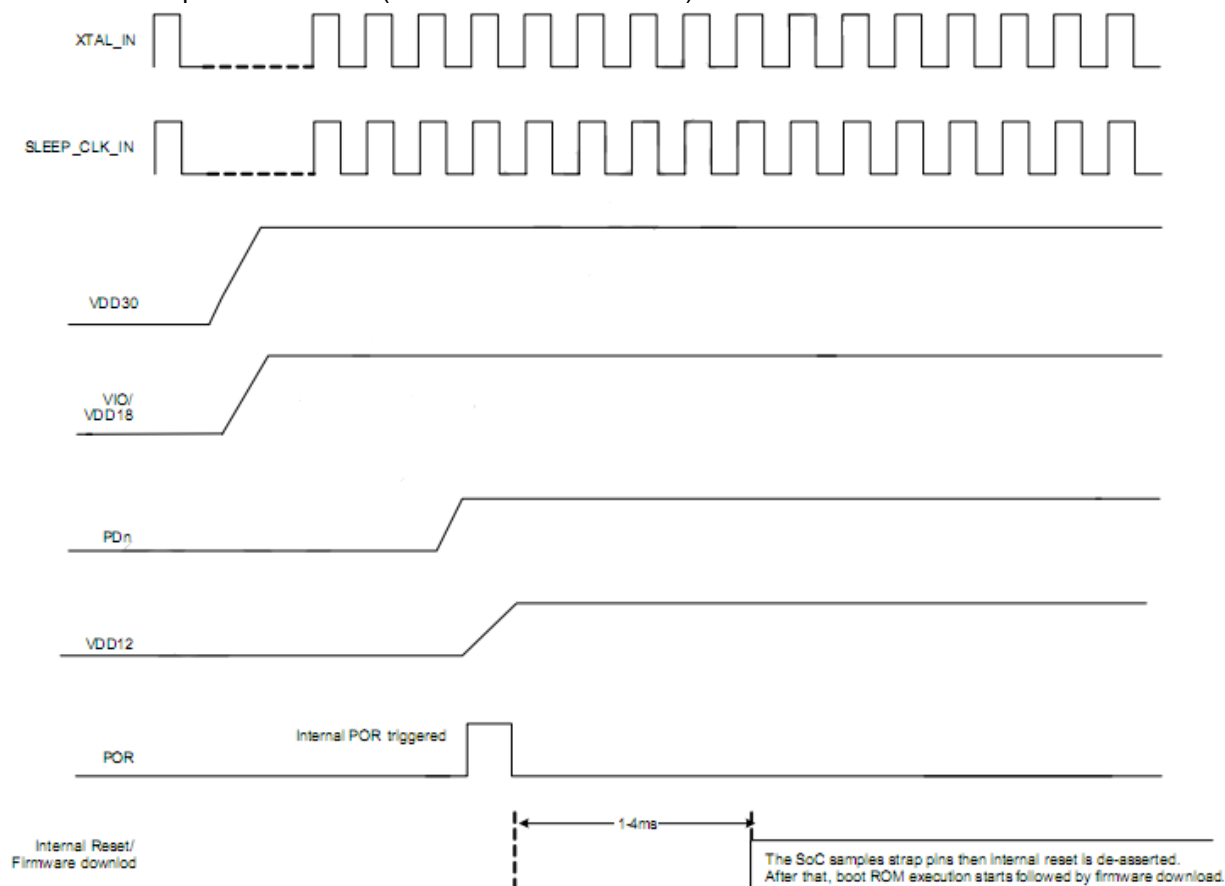 XTAL_IN
SLEEP_CLK_IN
VDD30
VIO/
VDD18
PDn
VDD12
Internal POR triggered
POR
1-4ms
Internal Reset/
Firmware downlod
The SoC samples strap pins then internal reset is de-asserted.
After that, boot ROM execution starts followed by firmware download.